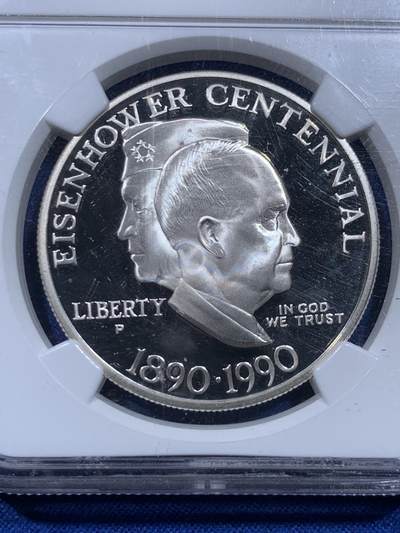 EISENHOWER CENTENNIAL
LIBERTY
P
IN GOD
WE TRUST
1890·1990